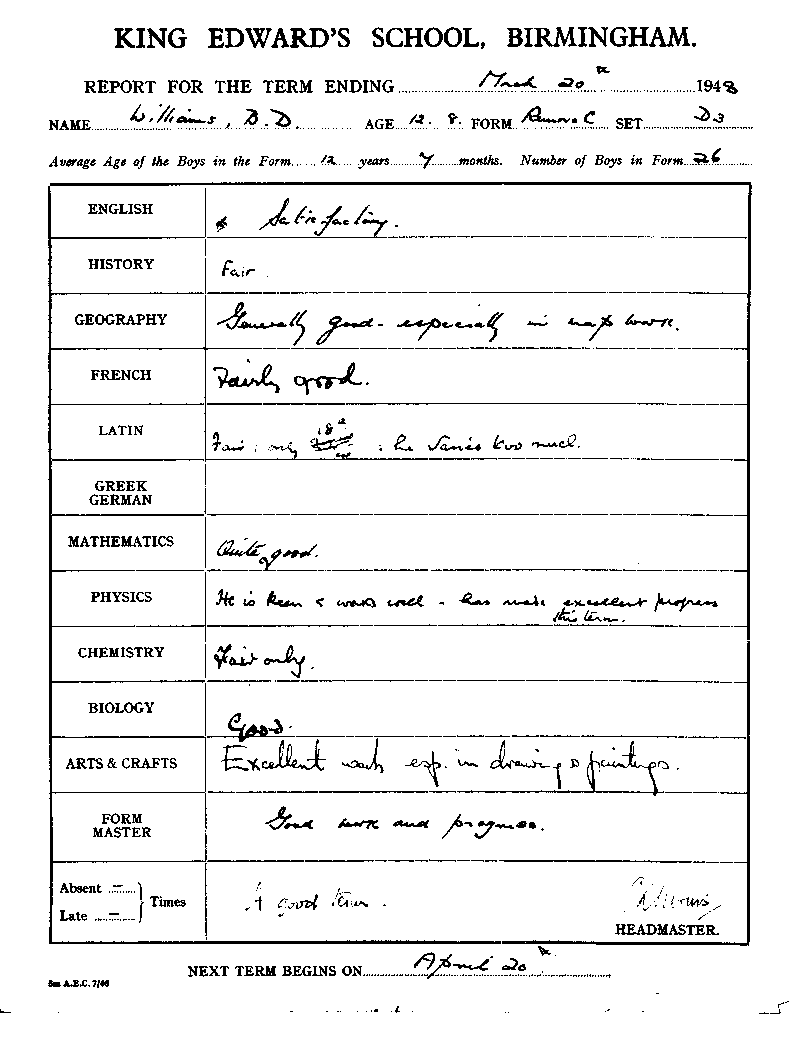 KING EDWARD'S SCHOOL, BIRMINGHAM.
REPORT FOR THE TERM ENDING March 20th 1948
NAME Williams, B.D. AGE 12. 8. FORM Remove C SET D3
Average Age of the Boys in the Form 12 years 7 months. Number of Boys in Form 26
ENGLISH Satisfactory.
HISTORY Fair.
GEOGRAPHY Generally good - especially in map work.
FRENCH Fairly good.
LATIN Fair : only 18th : he varies too much.
GREEK
GERMAN
MATHEMATICS Quite good.
PHYSICS He is keen & works well - has made excellent progress
this term.
CHEMISTRY Fair only.
BIOLOGY Good.
ARTS & CRAFTS Excellent work esp. in drawing & paintings.
FORM
MASTER Good work and progress.
Absent - Times
Late -
A good term.
HEADMASTER.
NEXT TERM BEGINS ON April 20th
A.E.C. 7/46